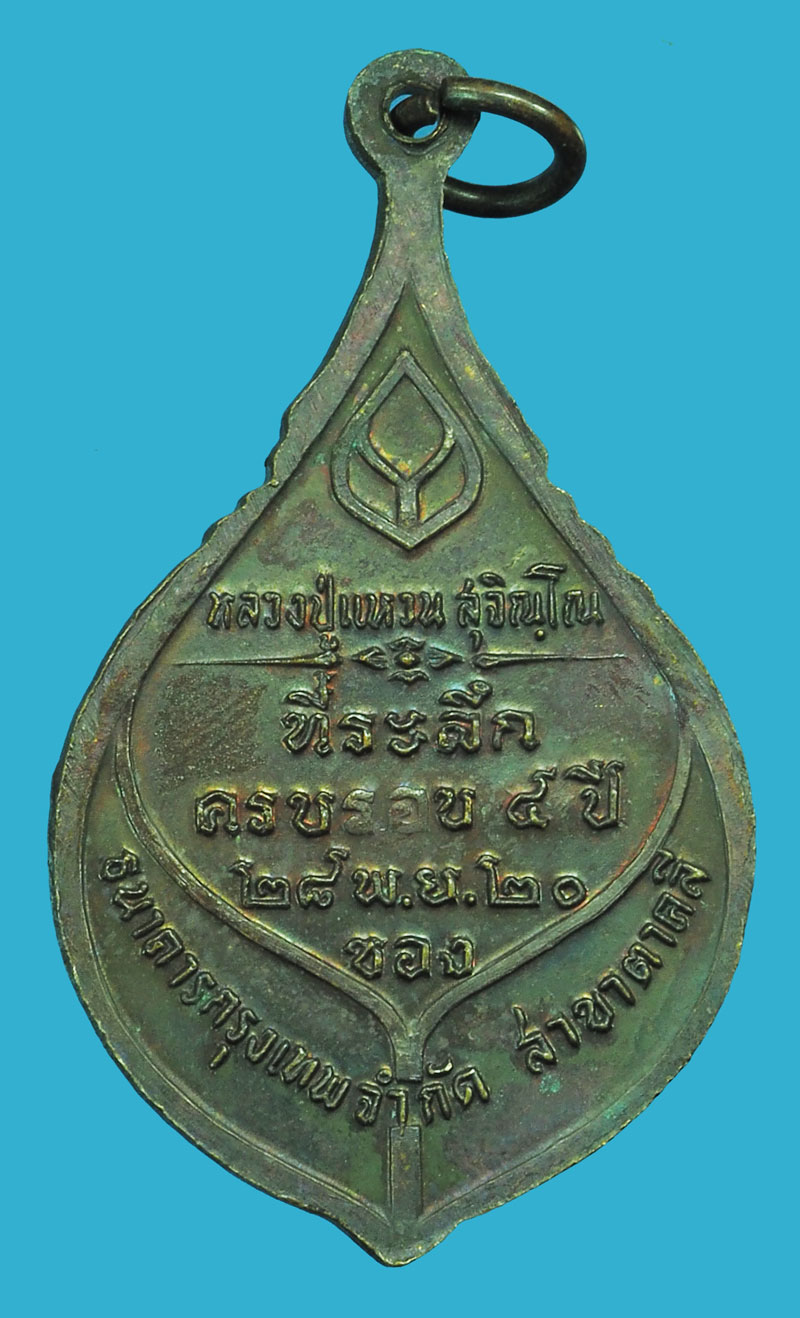 หลวงปู่แหวน สุจิณฺโณ
ที่ระลึก
ครบรอบ ๔ ปี
๒๘ พ.ย. ๒๐
ของ
ธนาคารกรุงเทพ จำกัด สาขาตาคลี